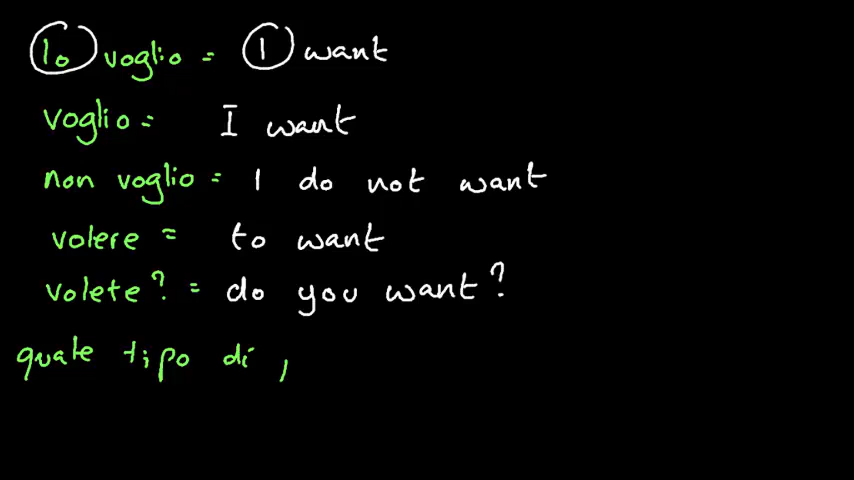 Io voglio = I want
voglio = I want
non voglio = I do not want
volere = to want
volete? = do you want?
quale tipo di